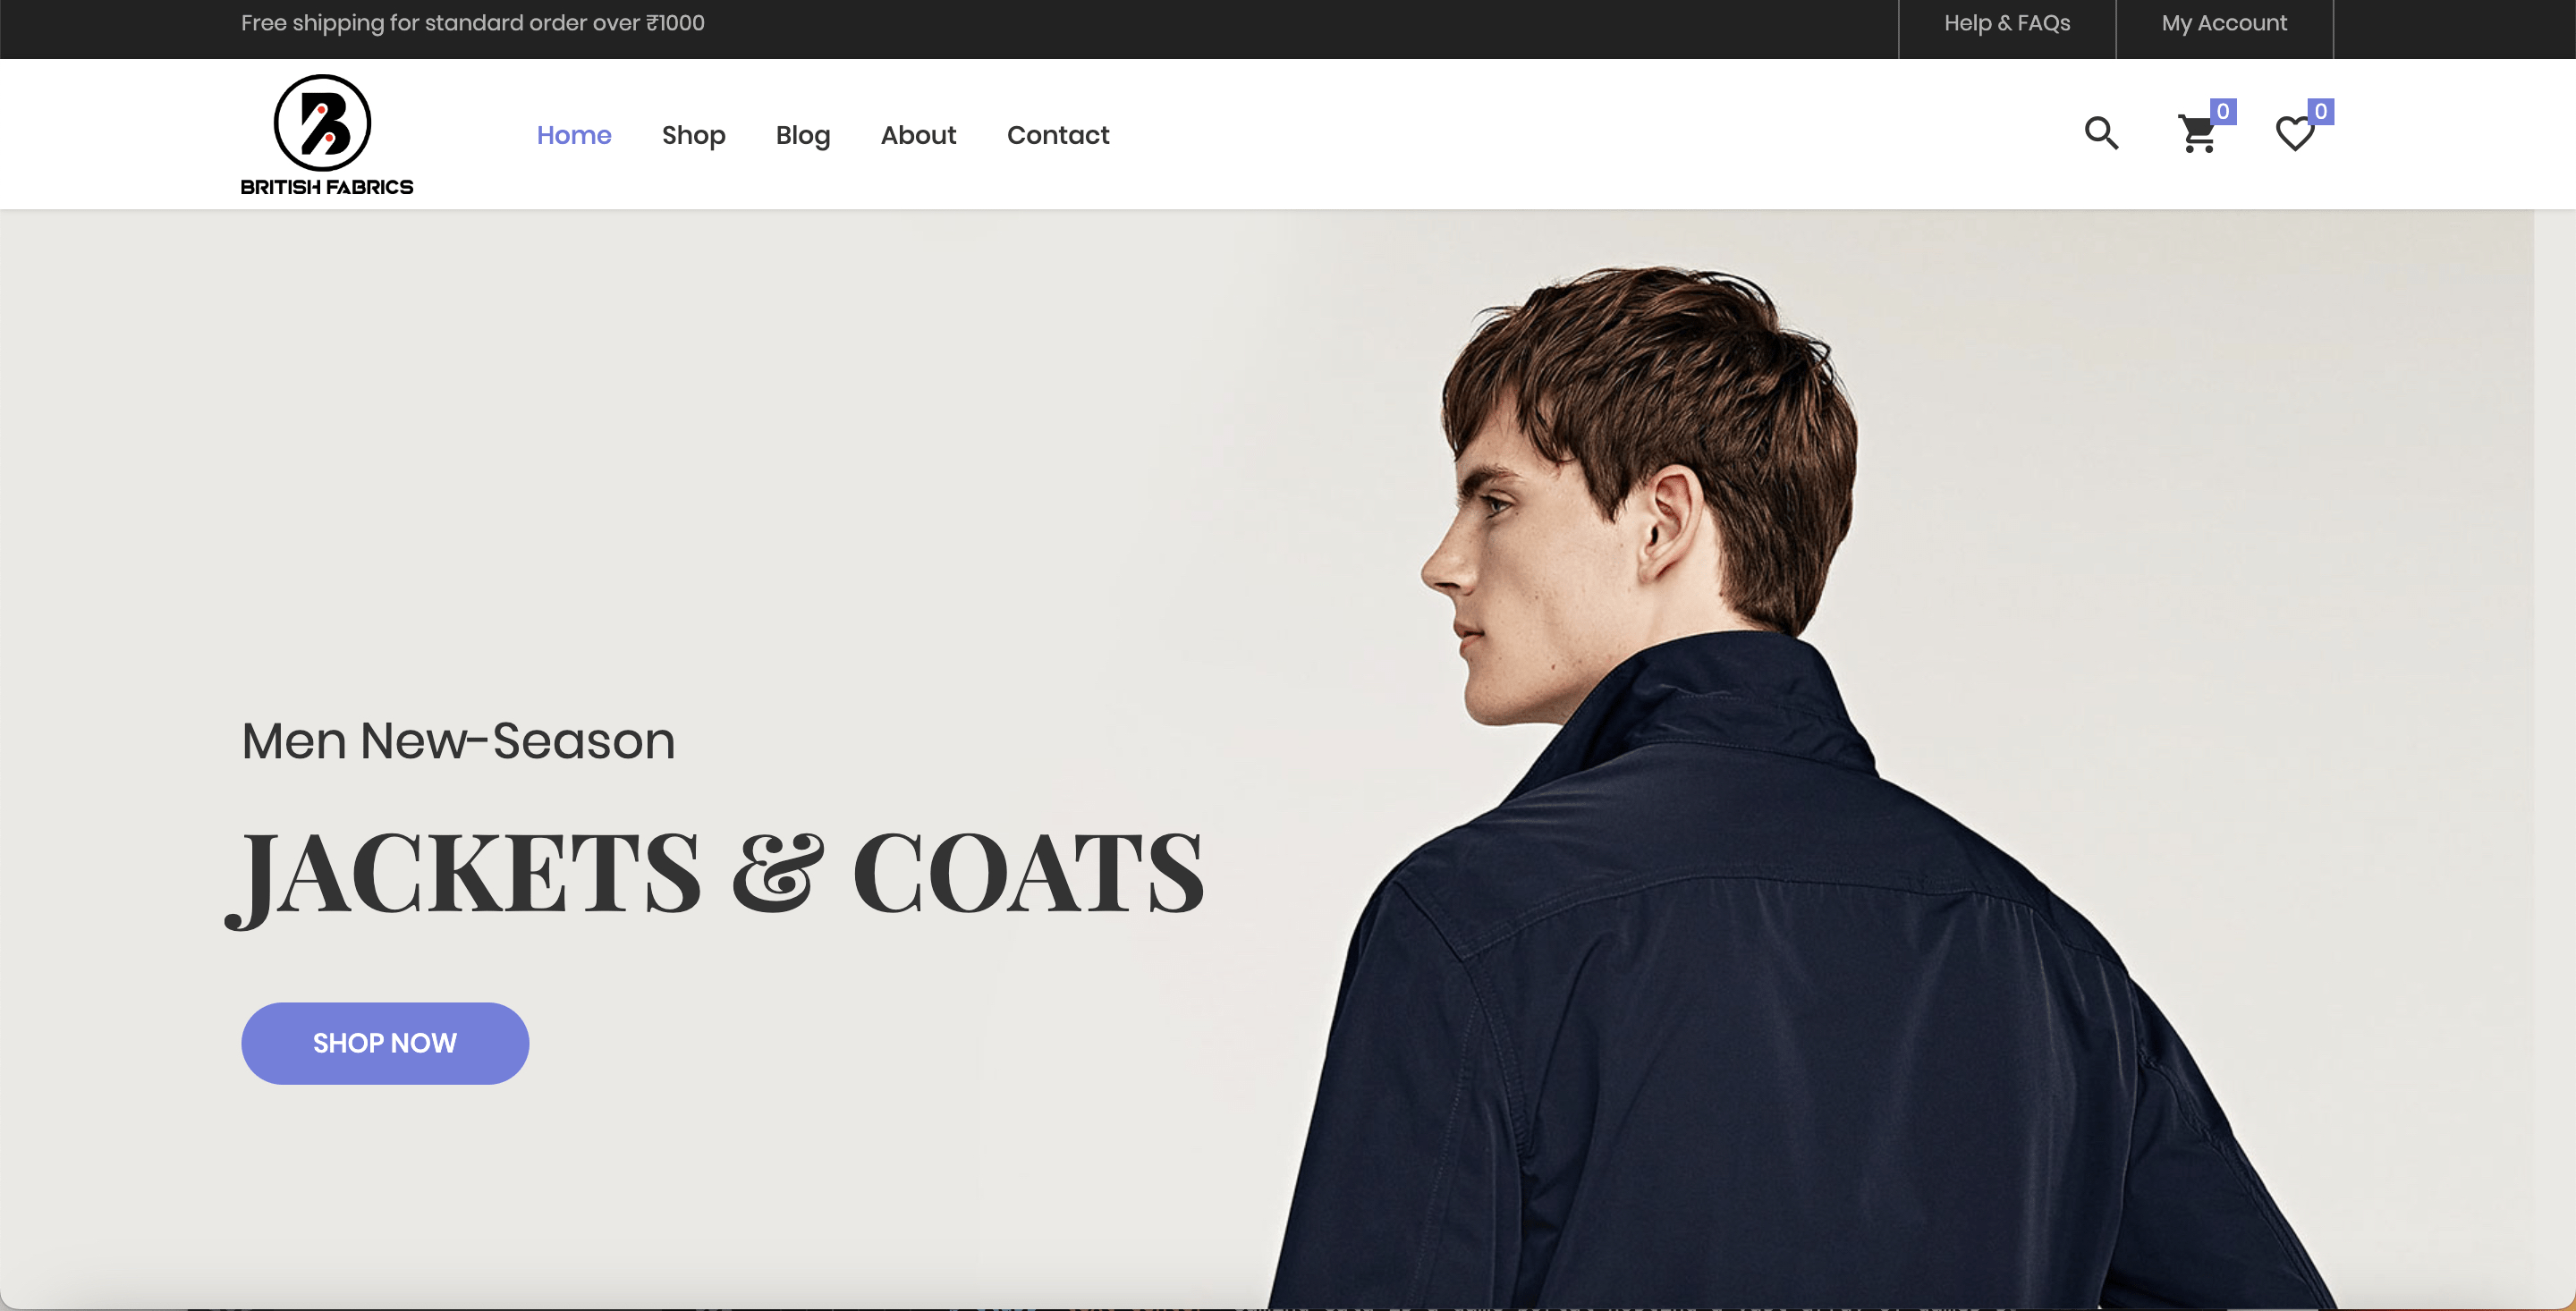 Free shipping for standard order over ₹1000
Help & FAQs
My Account
BRITISH FABRICS
Home
Shop
Blog
About
Contact
0
0
Men New-Season
JACKETS & COATS
SHOP NOW